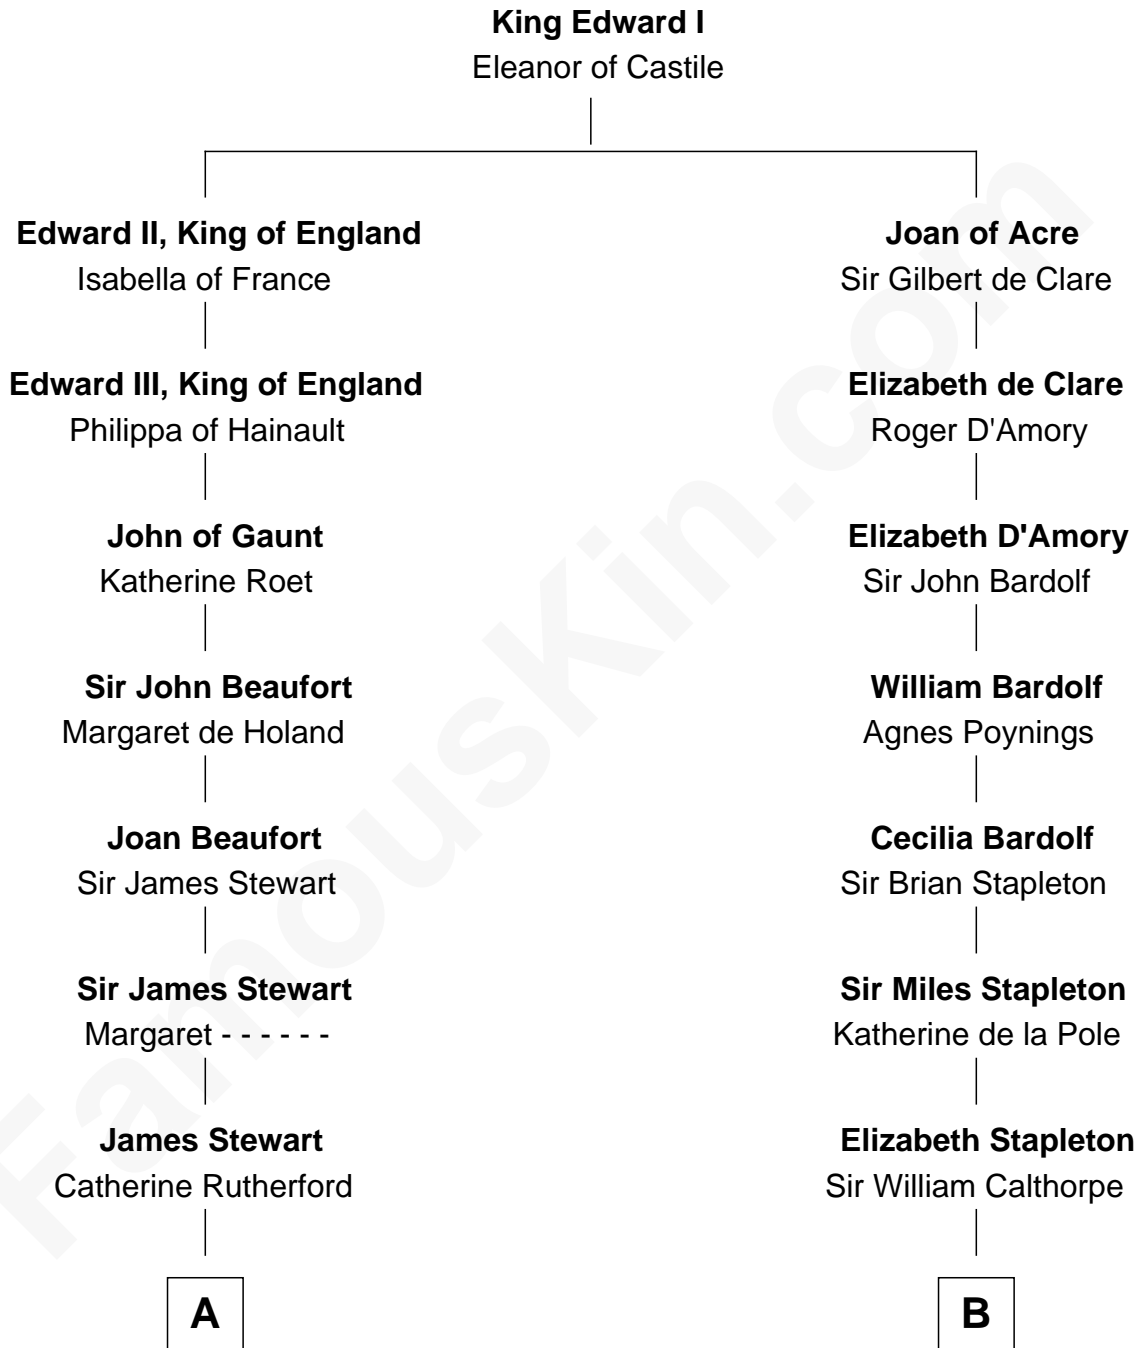 King Edward I
Eleanor of Castile
Edward II, King of England
Isabella of France
Joan of Acre
Sir Gilbert de Clare
Edward III, King of England
Philippa of Hainault
Elizabeth de Clare
Roger D'Amory
John of Gaunt
Katherine Roet
Elizabeth D'Amory
Sir John Bardolf
Sir John Beaufort
Margaret de Holand
William Bardolf
Agnes Poynings
Joan Beaufort
Sir James Stewart
Cecilia Bardolf
Sir Brian Stapleton
Sir James Stewart
Margaret - - - - - -
Sir Miles Stapleton
Katherine de la Pole
James Stewart
Catherine Rutherford
Elizabeth Stapleton
Sir William Calthorpe
A
B
FamousKin.com